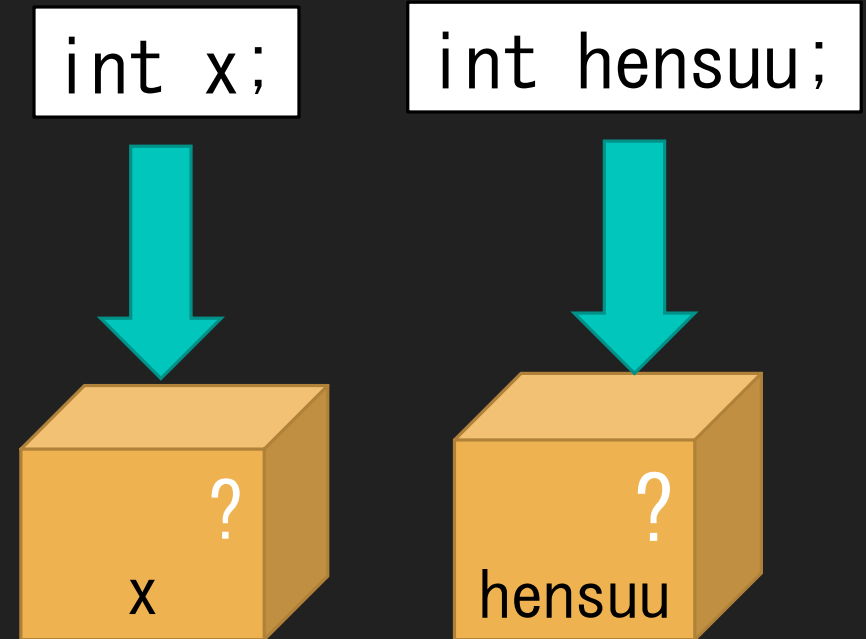 int x;
int hensuu;
?
x
?
hensuu